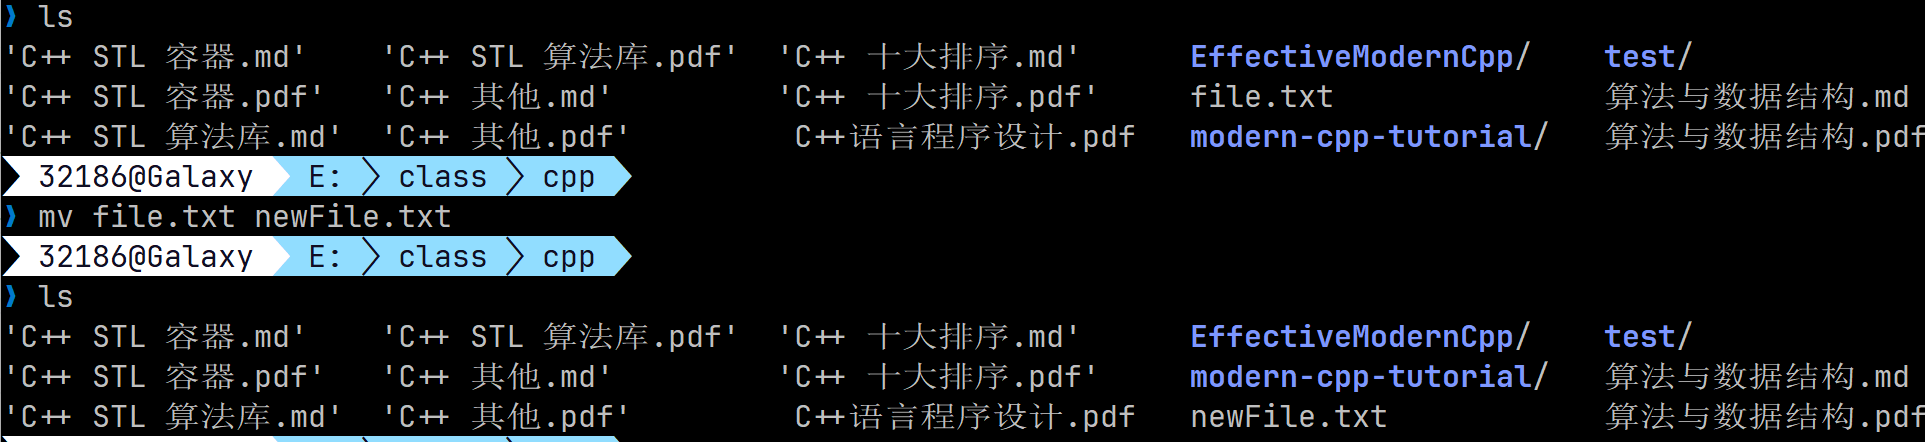 ❯ ls
'C++ STL 容器.md' 'C++ STL 算法库.pdf' 'C++ 十大排序.md' EffectiveModernCpp/ test/
'C++ STL 容器.pdf' 'C++ 其他.md' 'C++ 十大排序.pdf' file.txt 算法与数据结构.md
'C++ STL 算法库.md' 'C++ 其他.pdf' C++语言程序设计.pdf modern-cpp-tutorial/ 算法与数据结构.pdf
32186@Galaxy E: class cpp
❯ mv file.txt newFile.txt
32186@Galaxy E: class cpp
❯ ls
'C++ STL 容器.md' 'C++ STL 算法库.pdf' 'C++ 十大排序.md' EffectiveModernCpp/ test/
'C++ STL 容器.pdf' 'C++ 其他.md' 'C++ 十大排序.pdf' modern-cpp-tutorial/ 算法与数据结构.md
'C++ STL 算法库.md' 'C++ 其他.pdf' C++语言程序设计.pdf newFile.txt 算法与数据结构.pdf